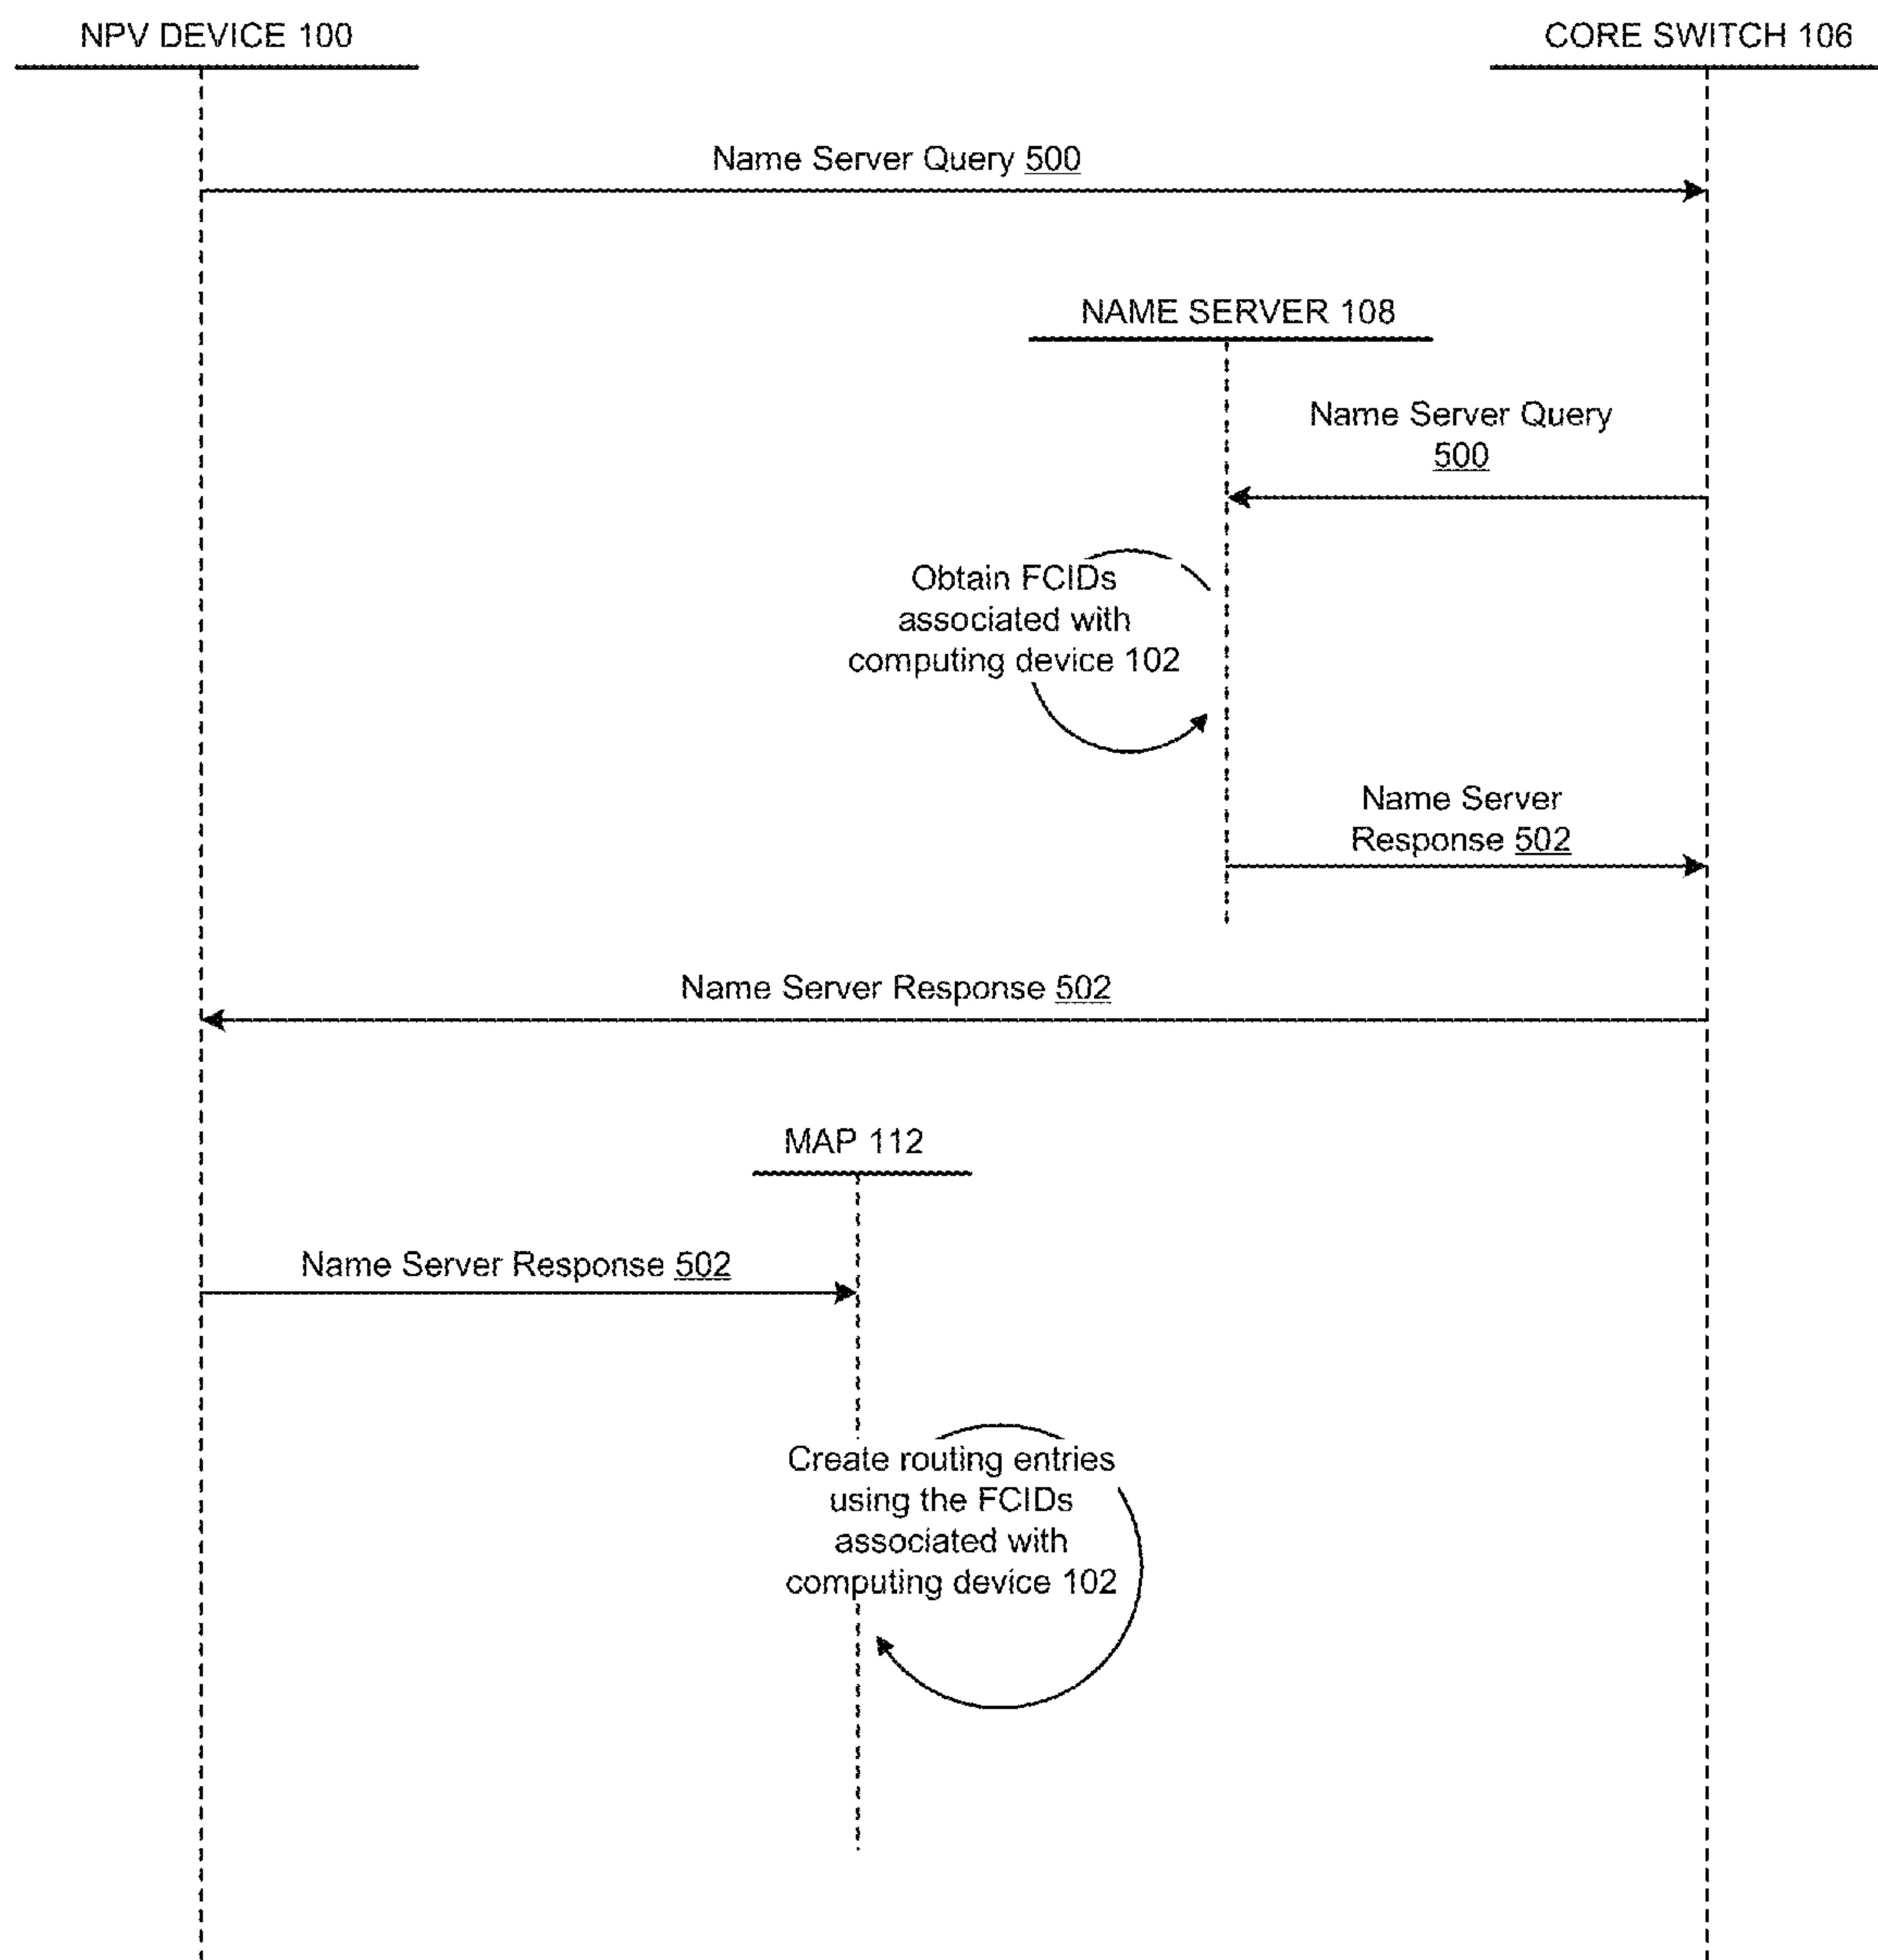 NPV DEVICE 100
CORE SWITCH 106
Name Server Query 500
NAME SERVER 108
Name Server Query
500
Obtain FCIDs
associated with
computing device 102
Name Server
Response 502
Name Server Response 502
MAP 112
Name Server Response 502
Create routing entries
using the FCIDs
associated with
computing device 102